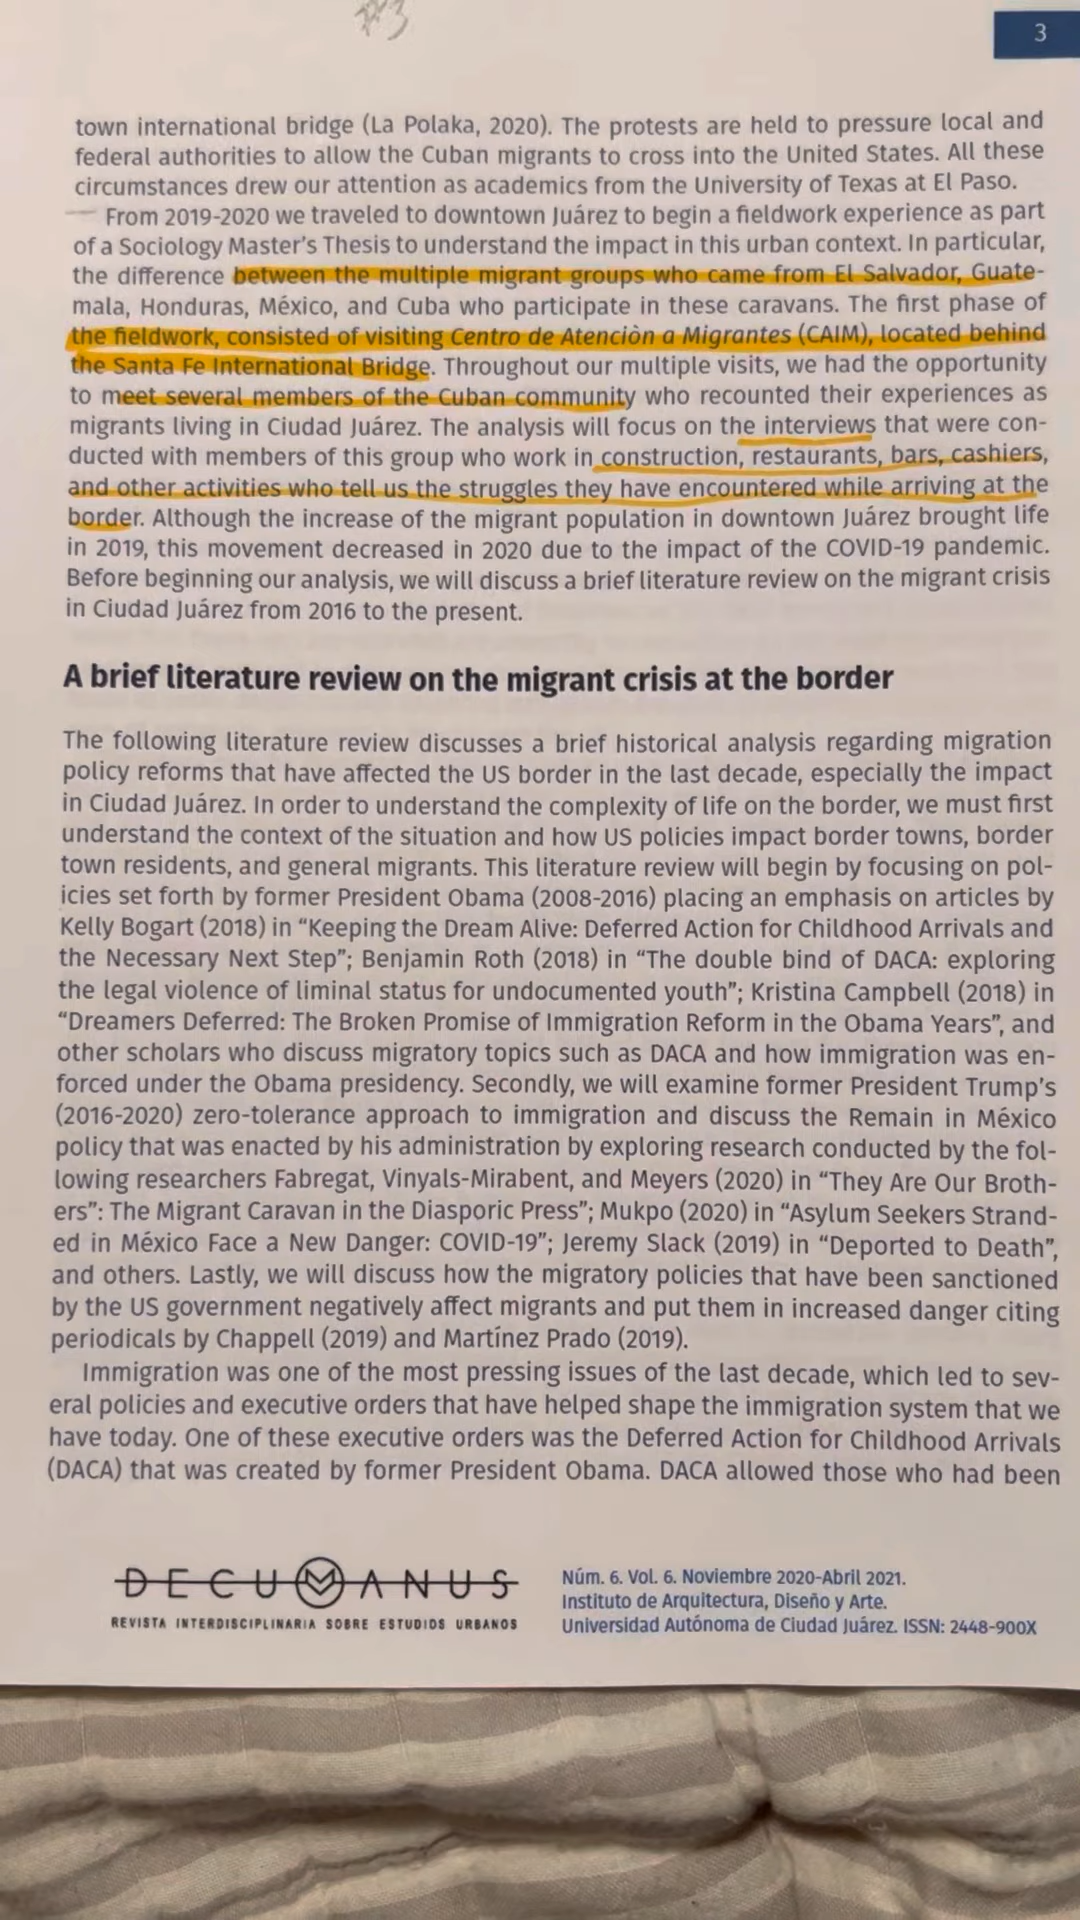 #3
3
town international bridge (La Polaka, 2020). The protests are held to pressure local and
federal authorities to allow the Cuban migrants to cross into the United States. All these
circumstances drew our attention as academics from the University of Texas at El Paso.
From 2019-2020 we traveled to downtown Juárez to begin a fieldwork experience as part
of a Sociology Master's Thesis to understand the impact in this urban context. In particular,
the difference between the multiple migrant groups who came from El Salvador, Guate-
mala, Honduras, México, and Cuba who participate in these caravans. The first phase of
the fieldwork, consisted of visiting Centro de Atenciòn a Migrantes (CAIM), located behind
the Santa Fe International Bridge. Throughout our multiple visits, we had the opportunity
to meet several members of the Cuban community who recounted their experiences as
migrants living in Ciudad Juárez. The analysis will focus on the interviews that were con-
ducted with members of this group who work in construction, restaurants, bars, cashiers,
and other activities who tell us the struggles they have encountered while arriving at the
border. Although the increase of the migrant population in downtown Juárez brought life
in 2019, this movement decreased in 2020 due to the impact of the COVID-19 pandemic.
Before beginning our analysis, we will discuss a brief literature review on the migrant crisis
in Ciudad Juárez from 2016 to the present.
A brief literature review on the migrant crisis at the border
The following literature review discusses a brief historical analysis regarding migration
policy reforms that have affected the US border in the last decade, especially the impact
in Ciudad Juárez. In order to understand the complexity of life on the border, we must first
understand the context of the situation and how US policies impact border towns, border
town residents, and general migrants. This literature review will begin by focusing on pol-
icies set forth by former President Obama (2008-2016) placing an emphasis on articles by
Kelly Bogart (2018) in “Keeping the Dream Alive: Deferred Action for Childhood Arrivals and
the Necessary Next Step”; Benjamin Roth (2018) in “The double bind of DACA: exploring
the legal violence of liminal status for undocumented youth”; Kristina Campbell (2018) in
“Dreamers Deferred: The Broken Promise of Immigration Reform in the Obama Years”, and
other scholars who discuss migratory topics such as DACA and how immigration was en-
forced under the Obama presidency. Secondly, we will examine former President Trump's
(2016-2020) zero-tolerance approach to immigration and discuss the Remain in México
policy that was enacted by his administration by exploring research conducted by the fol-
lowing researchers Fabregat, Vinyals-Mirabent, and Meyers (2020) in “They Are Our Broth-
ers”: The Migrant Caravan in the Diasporic Press”; Mukpo (2020) in “Asylum Seekers Strand-
ed in México Face a New Danger: COVID-19”; Jeremy Slack (2019) in “Deported to Death”,
and others. Lastly, we will discuss how the migratory policies that have been sanctioned
by the US government negatively affect migrants and put them in increased danger citing
periodicals by Chappell (2019) and Martínez Prado (2019).
Immigration was one of the most pressing issues of the last decade, which led to sev-
eral policies and executive orders that have helped shape the immigration system that we
have today. One of these executive orders was the Deferred Action for Childhood Arrivals
(DACA) that was created by former President Obama. DACA allowed those who had been
DECUMANUS
REVISTA INTERDISCIPLINARIA SOBRE ESTUDIOS URBANOS
Núm. 6. Vol. 6. Noviembre 2020-Abril 2021.
Instituto de Arquitectura, Diseño y Arte.
Universidad Autónoma de Ciudad Juárez. ISSN: 2448-900X